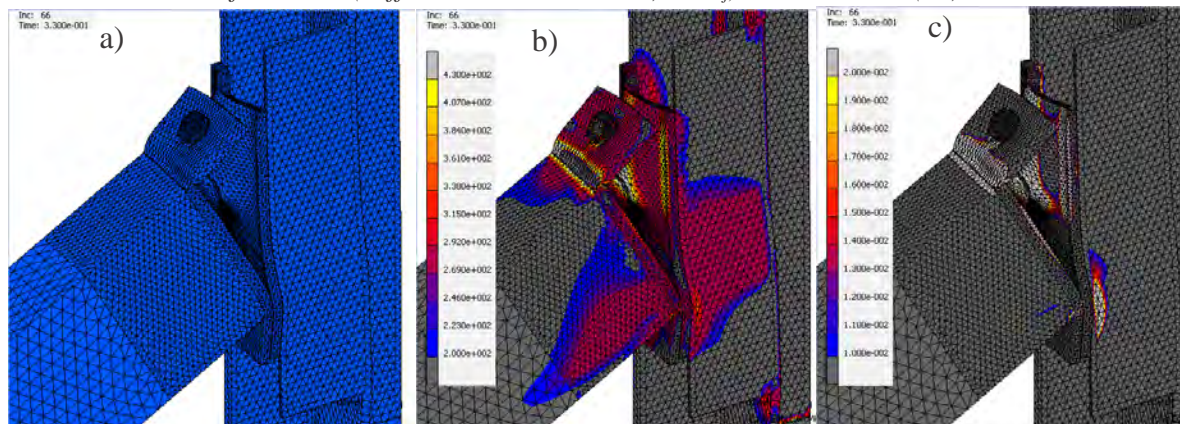 Inc: 66
Time: 3.300e-001
a)
Inc: 66
Time: 3.300e-001
b)
4.300e+002
4.070e+002
3.840e+002
3.610e+002
3.380e+002
3.150e+002
2.920e+002
2.690e+002
2.460e+002
2.230e+002
2.000e+002
Inc: 66
Time: 3.300e-001
c)
2.000e-002
1.900e-002
1.800e-002
1.700e-002
1.600e-002
1.500e-002
1.400e-002
1.300e-002
1.200e-002
1.100e-002
1.000e-002